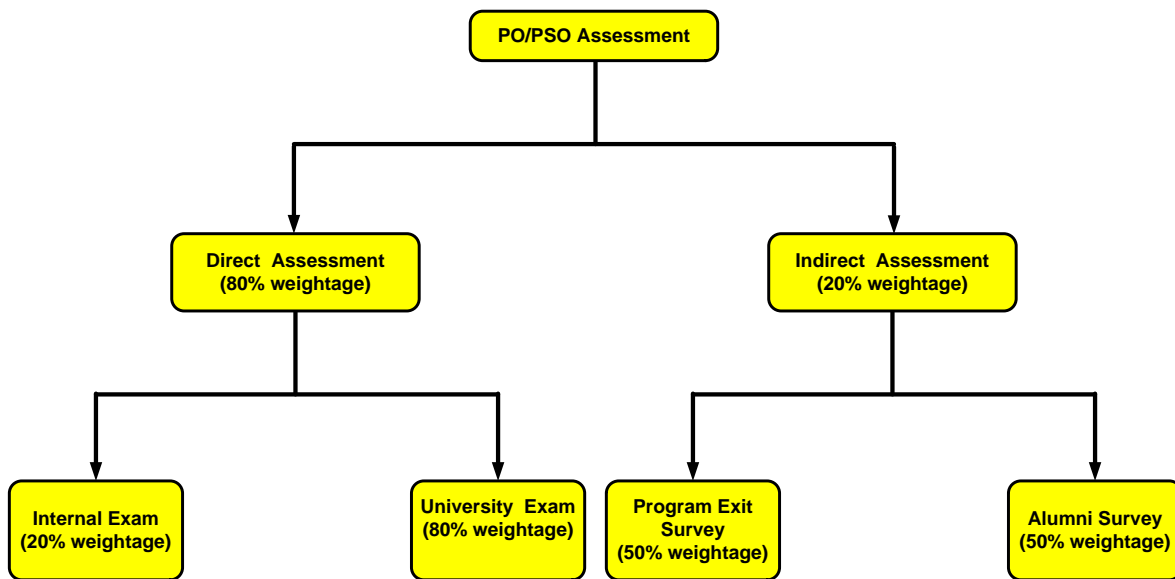 PO/PSO Assessment
Direct Assessment
(80% weightage)
Indirect Assessment
(20% weightage)
Internal Exam
(20% weightage)
University Exam
(80% weightage)
Program Exit
Survey
(50% weightage)
Alumni Survey
(50% weightage)